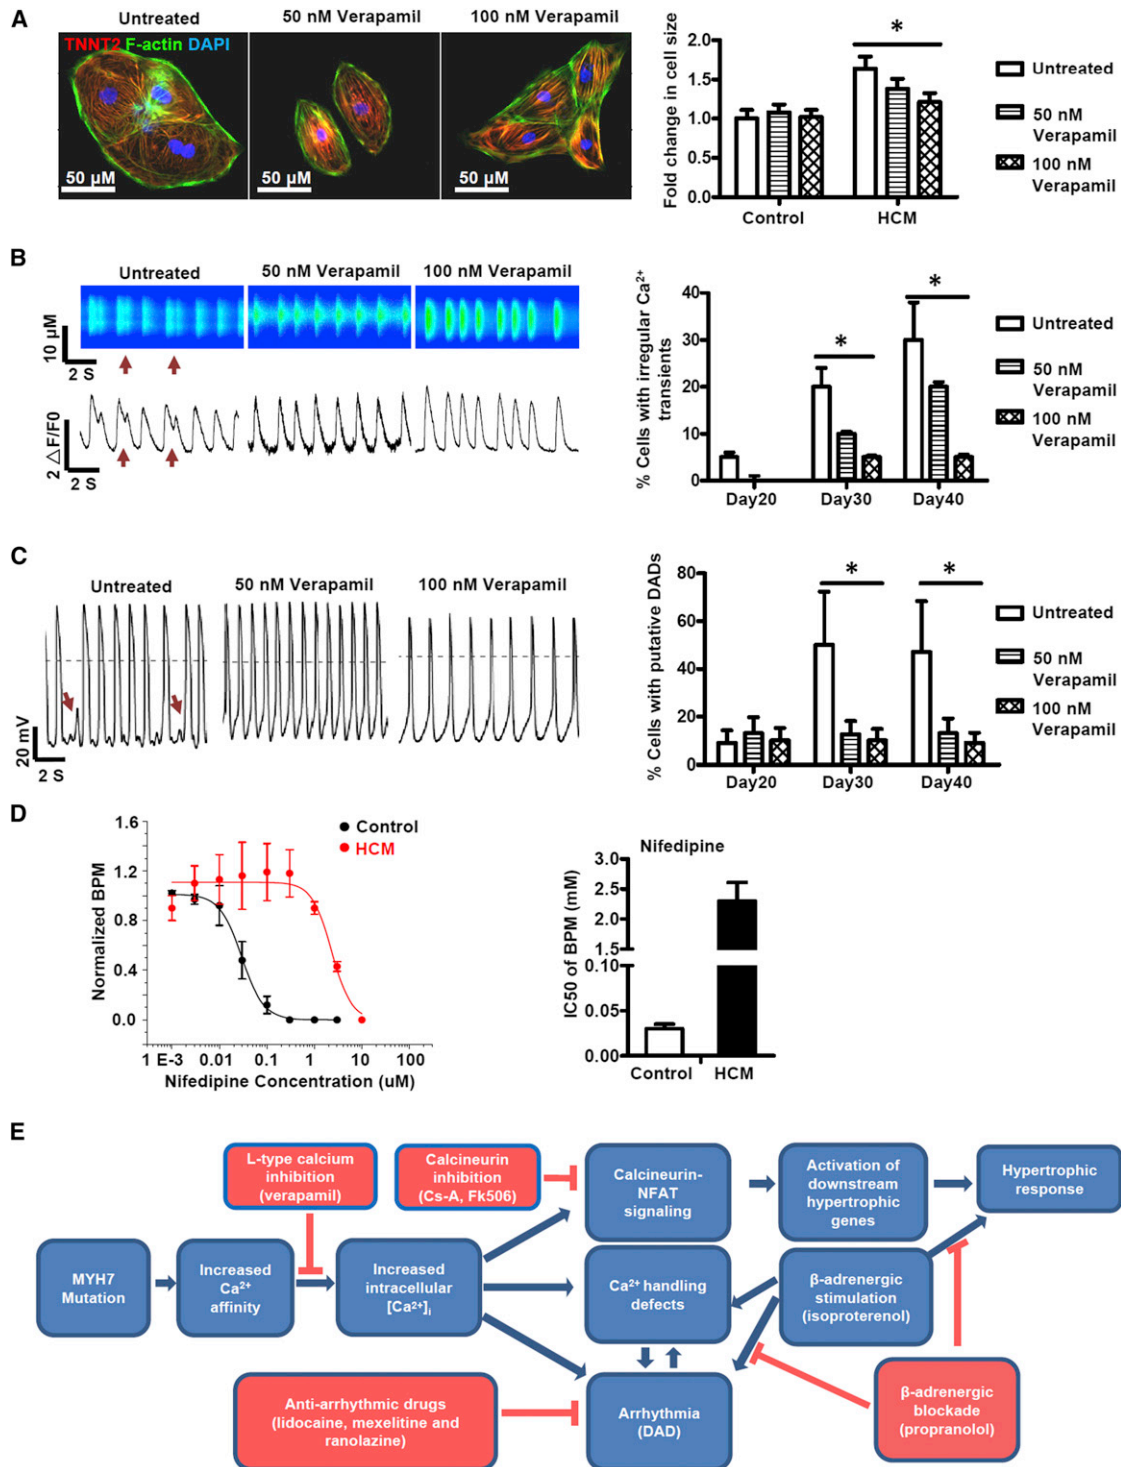 A
Untreated
50 nM Verapamil
100 nM Verapamil
TNNT2 F-actin DAPI
50 µM
50 µM
50 µM
Fold change in cell size
2.0
1.5
1.0
0.5
0.0
*
Control
HCM
Untreated
50 nM
Verapamil
100 nM
Verapamil
B
Untreated
50 nM Verapamil
100 nM Verapamil
10 µM
2 S
2 △F/F0
2 S
% Cells with irregular Ca²⁺
transients
40
30
20
10
0
*
*
Day20
Day30
Day40
Untreated
50 nM
Verapamil
100 nM
Verapamil
C
Untreated
50 nM Verapamil
100 nM Verapamil
20 mV
2 S
% Cells with putative DADs
80
60
40
20
0
*
*
Day20
Day30
Day40
Untreated
50 nM
Verapamil
100 nM
Verapamil
D
Normalized BPM
1.6
1.2
0.8
0.4
0.0
Control
HCM
1 E-3
0.01
0.1
1
10
100
Nifedipine Concentration (uM)
Nifedipine
IC50 of BPM (mM)
3.0
2.5
2.0
1.5
0.10
0.05
0.00
Control
HCM
E
L-type calcium
inhibition
(verapamil)
Calcineurin
inhibition
(Cs-A, Fk506)
Calcineurin-
NFAT
signaling
Activation of
downstream
hypertrophic
genes
Hypertrophic
response
MYH7
Mutation
Increased
Ca²⁺
affinity
Increased
intracellular
[Ca²⁺]ᵢ
Ca²⁺ handling
defects
β-adrenergic
stimulation
(isoproterenol)
Anti-arrhythmic drugs
(lidocaine, mexelitine and
ranolazine)
Arrhythmia
(DAD)
β-adrenergic
blockade
(propranolol)